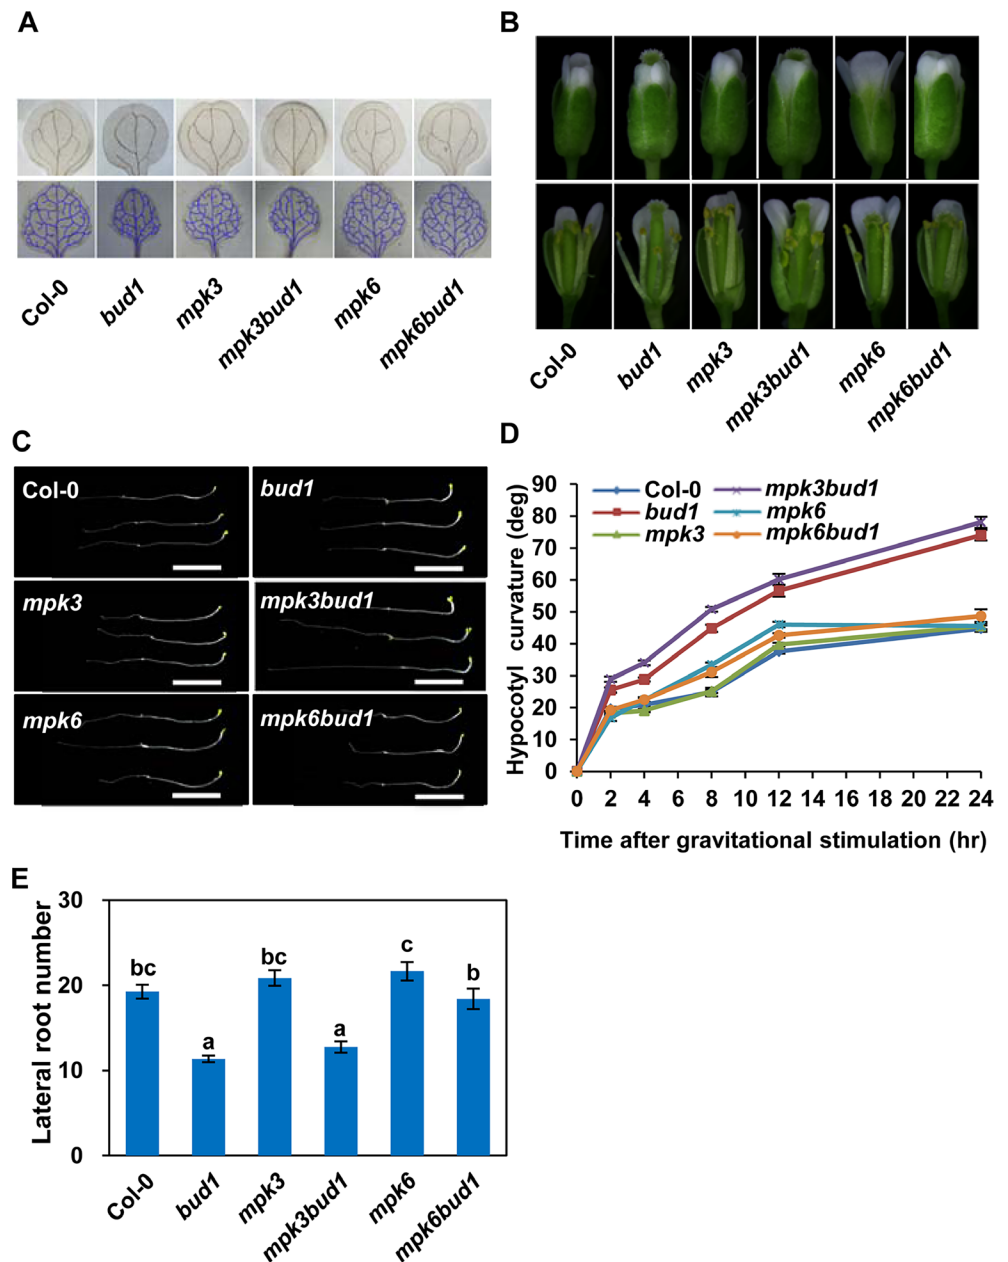 A
Col-0
bud1
mpk3
mpk3bud1
mpk6
mpk6bud1
B
Col-0
bud1
mpk3
mpk3bud1
mpk6
mpk6bud1
C
Col-0
bud1
mpk3
mpk3bud1
mpk6
mpk6bud1
D
Hypocotyl curvature (deg)
90
80
70
60
50
40
30
20
10
0
Col-0
bud1
mpk3
mpk3bud1
mpk6
mpk6bud1
0 2 4 6 8 10 12 14 16 18 20 22 24
Time after gravitational stimulation (hr)
E
Lateral root number
30
20
10
0
bc
a
bc
a
c
b
Col-0
bud1
mpk3
mpk3bud1
mpk6
mpk6bud1